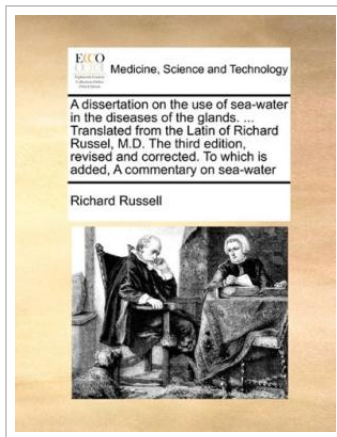 ECCO
Medicine, Science and Technology
A dissertation on the use of sea-water
in the diseases of the glands. ...
Translated from the Latin of Richard
Russel, M.D. The third edition,
revised and corrected. To which is
added, A commentary on sea-water
Richard Russell